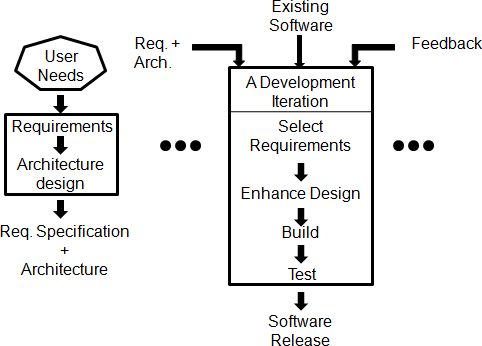 User
Needs
Requirements
Architecture
design
Req. Specification
+
Architecture
Req. +
Arch.
Existing
Software
Feedback
A Development
Iteration
Select
Requirements
Enhance Design
Build
Test
Software
Release